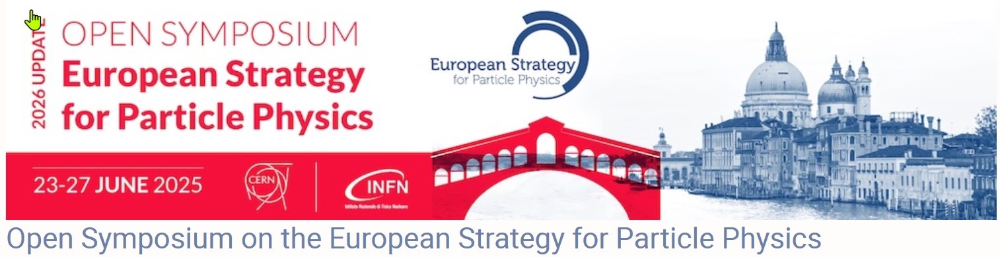 2026 UPDATE
OPEN SYMPOSIUM
European Strategy
for Particle Physics
23-27 JUNE 2025
CERN
INFN
Istituto Nazionale di Fisica Nucleare
European Strategy
for Particle Physics
Open Symposium on the European Strategy for Particle Physics